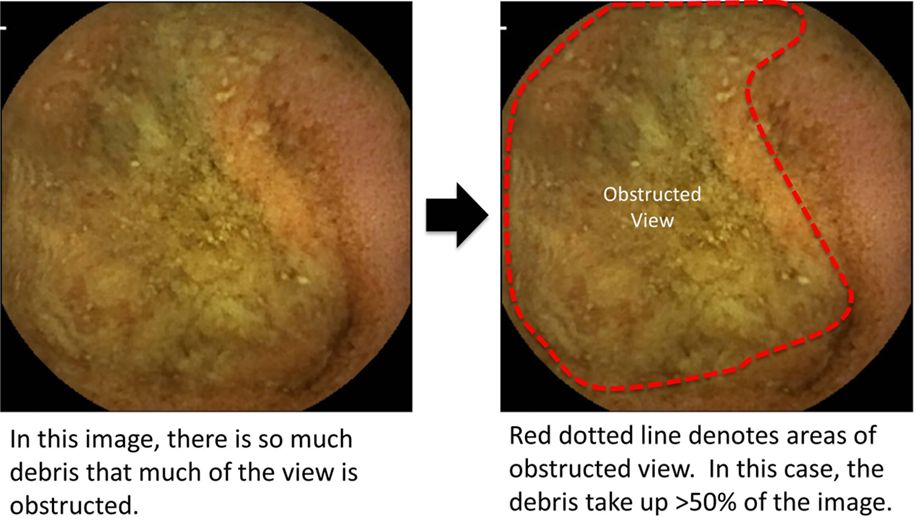 Obstructed
View
In this image, there is so much
debris that much of the view is
obstructed.
Red dotted line denotes areas of
obstructed view.  In this case, the
debris take up >50% of the image.